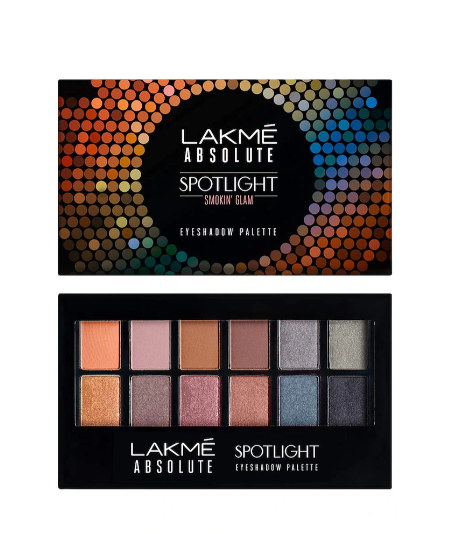 LAKMÉ
ABSOLUTE
SPOTLIGHT
SMOKIN' GLAM
EYESHADOW PALETTE
LAKMÉ
ABSOLUTE
SPOTLIGHT
EYESHADOW PALETTE